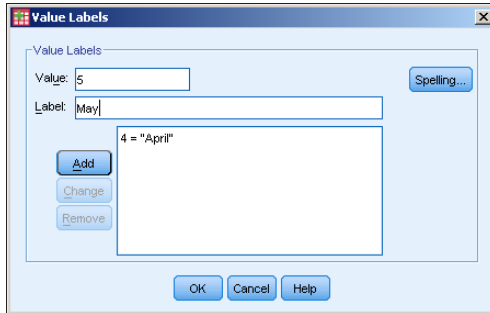 Value Labels
Value Labels
Value: 5
Spelling...
Label: May
4 = "April"
Add
Change
Remove
OK Cancel Help